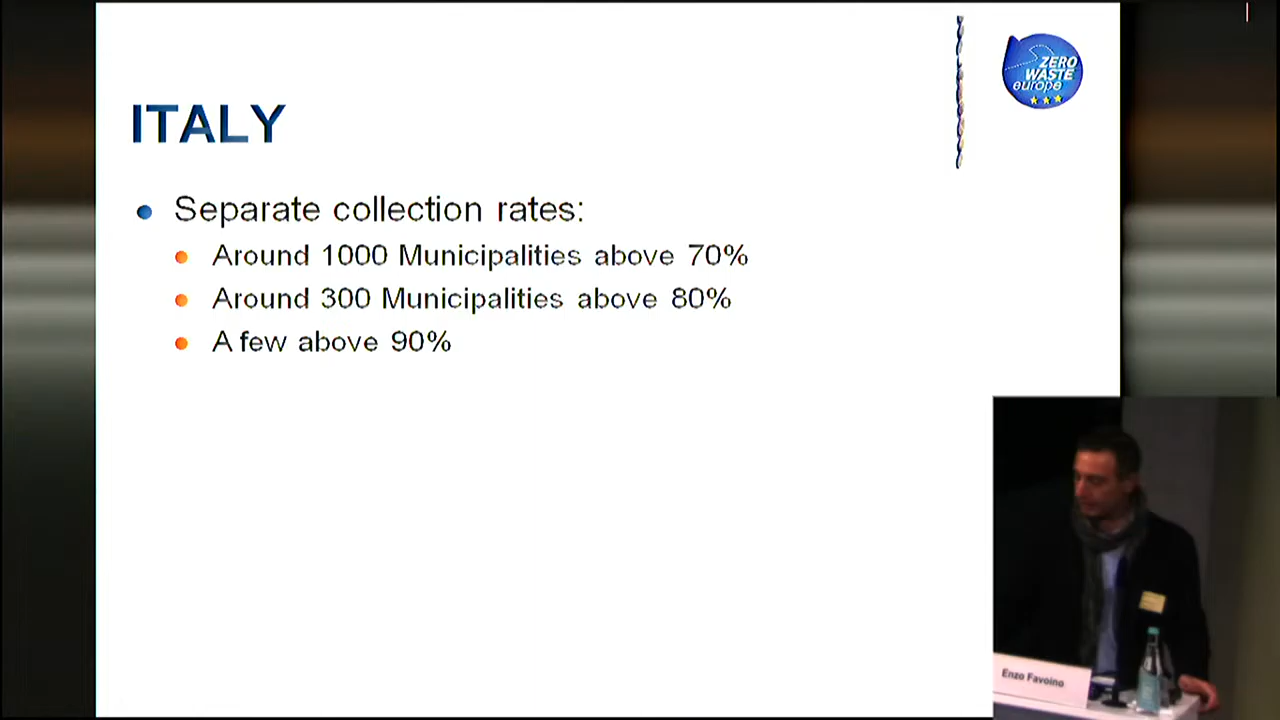 ZERO
WASTE
europe
ITALY
Separate collection rates:
Around 1000 Municipalities above 70%
Around 300 Municipalities above 80%
A few above 90%
Enzo Favoino